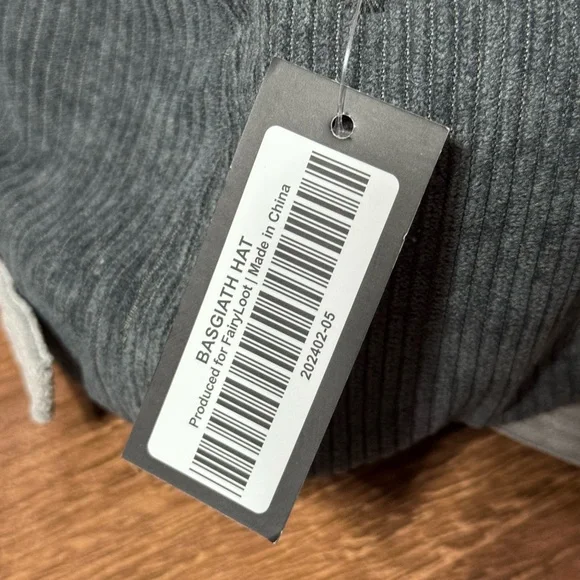 BASGIATH HAT
Produced for FairyLoot | Made in China
202402-05